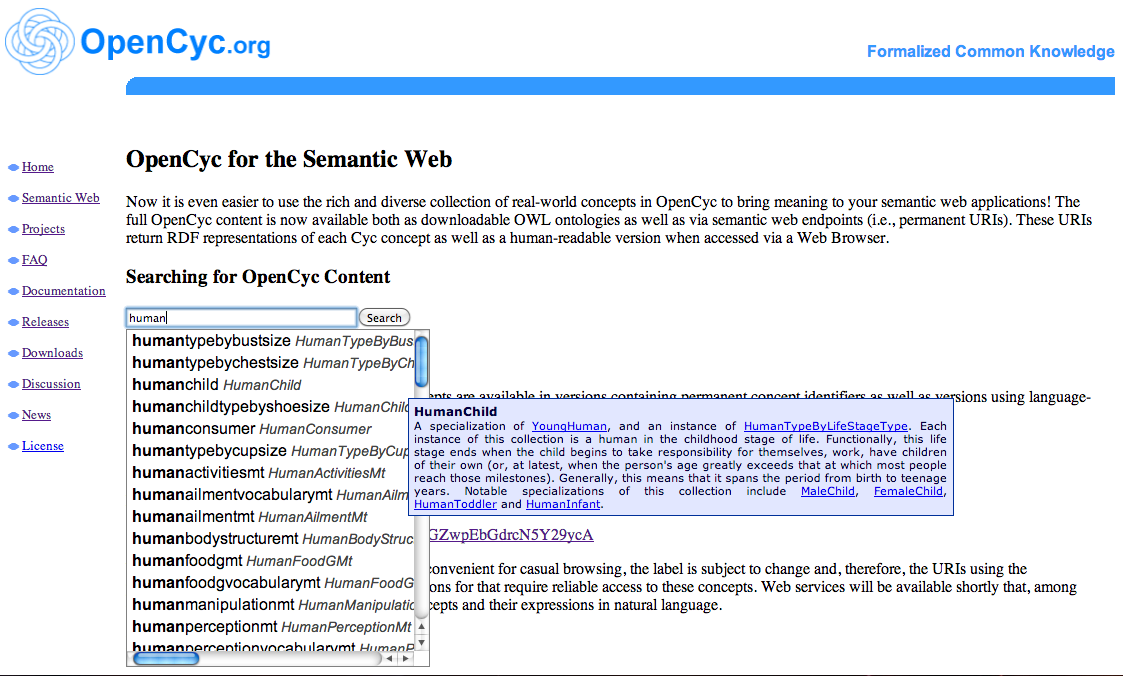 OpenCyc.org
Formalized Common Knowledge
Home
Semantic Web
Projects
FAQ
Documentation
Releases
Downloads
Discussion
News
License
OpenCyc for the Semantic Web
Now it is even easier to use the rich and diverse collection of real-world concepts in OpenCyc to bring meaning to your semantic web applications! The
full OpenCyc content is now available both as downloadable OWL ontologies as well as via semantic web endpoints (i.e., permanent URIs). These URIs
return RDF representations of each Cyc concept as well as a human-readable version when accessed via a Web Browser.
Searching for OpenCyc Content
human Search
humantypebybustsize HumanTypeByBus
humantypebychestsize HumanTypeByCh
humanchild HumanChild
humanchildtypebyshoesize HumanChild
humanconsumer HumanConsumer
humantypebycupsize HumanTypeByCup
humanactivitiesmt HumanActivitiesMt
humanailmentvocabularymt HumanAilm
humanailmentmt HumanAilmentMt
humanbodystructuremt HumanBodyStruc
humanfoodgmt HumanFoodGMt
humanfoodgvocabularymt HumanFoodG
humanmanipulationmt HumanManipulatio
humanperceptionmt HumanPerceptionMt
humanperceptionvocabularymt HumanP
epts are available in versions containing permanent concept identifiers as well as versions using language-
HumanChild
A specialization of YoungHuman, and an instance of HumanTypeByLifeStageType. Each
instance of this collection is a human in the childhood stage of life. Functionally, this life
stage ends when the child begins to take responsibility for themselves, work, have children
of their own (or, at latest, when the person's age greatly exceeds that at which most people
reach those milestones). Generally, this means that it spans the period from birth to teenage
years. Notable specializations of this collection include MaleChild, FemaleChild,
HumanToddler and HumanInfant.
GZwpEbGdrcN5Y29ycA
convenient for casual browsing, the label is subject to change and, therefore, the URIs using the
ons for that require reliable access to these concepts. Web services will be available shortly that, among
cepts and their expressions in natural language.